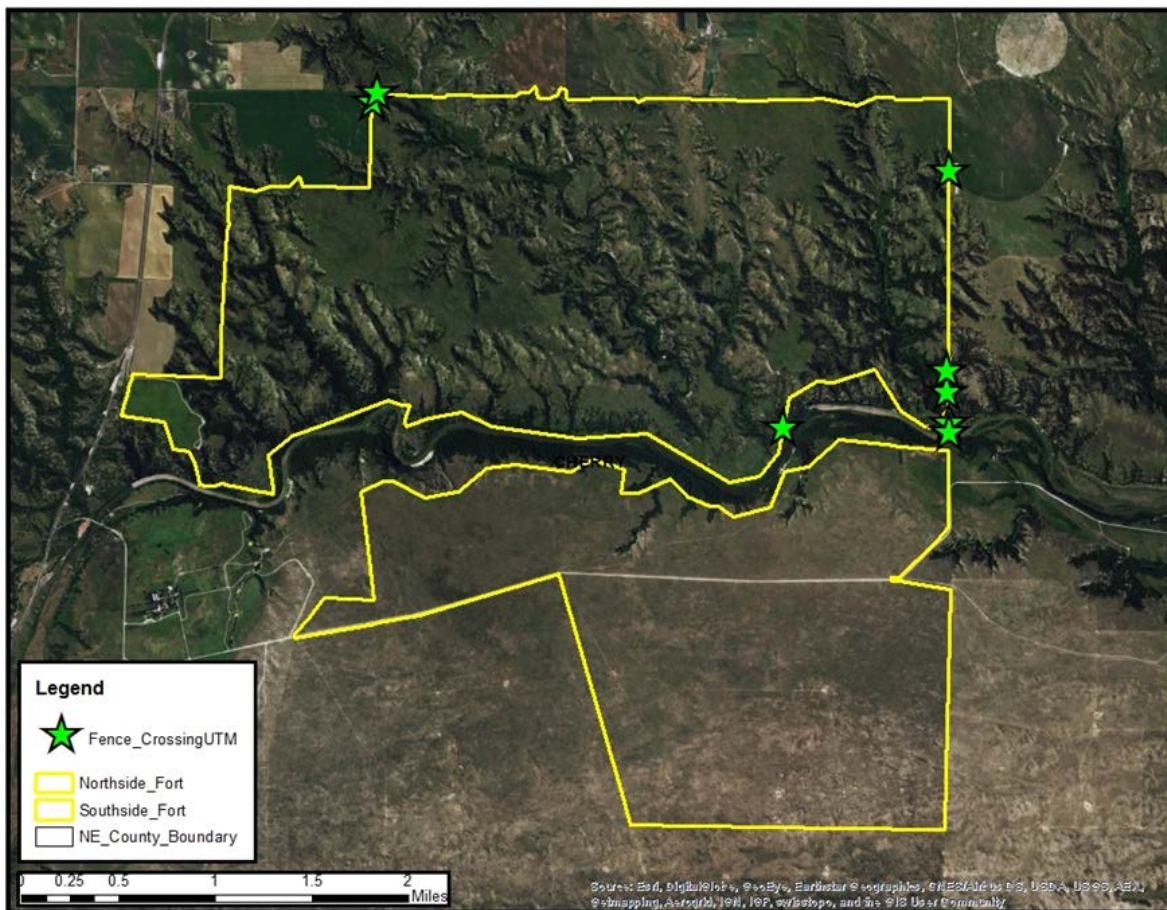 CHERRY
Legend
Fence_CrossingUTM
Northside_Fort
Southside_Fort
NE_County_Boundary
0 0.25 0.5 1 1.5 2
Miles
Source: Esri, DigitalGlobe, GeoEye, Earthstar Geographics, CNES/Airbus DS, USDA, USGS, AEX,
Getmapping, Aerogrid, IGN, IGP, swisstopo, and the GIS User Community